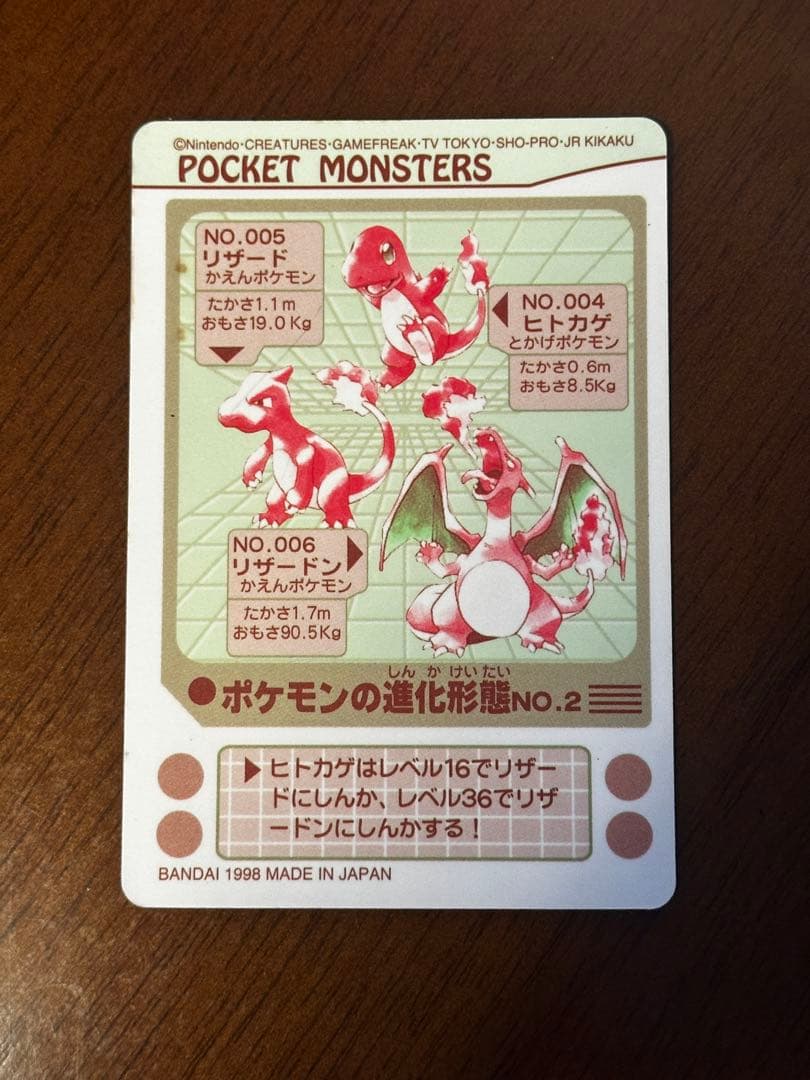 ©Nintendo・CREATURES・GAMEFREAK・TV TOKYO・SHO-PRO・JR KIKAKU
POCKET MONSTERS
NO.005
リザード
かえんポケモン
たかさ1.1m
おもさ19.0Kg
NO.004
ヒトカゲ
とかげポケモン
たかさ0.6m
おもさ8.5Kg
NO.006
リザードン
かえんポケモン
たかさ1.7m
おもさ90.5Kg
しんかけいたい
ポケモンの進化形態NO.2
ヒトカゲはレベル16でリザー
ドにしんか、レベル36でリザ
ードンにしんかする!
BANDAI 1998 MADE IN JAPAN